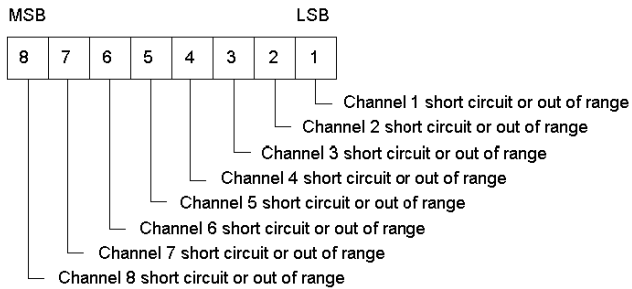 MSB LSB
8 7 6 5 4 3 2 1
Channel 1 short circuit or out of range
Channel 2 short circuit or out of range
Channel 3 short circuit or out of range
Channel 4 short circuit or out of range
Channel 5 short circuit or out of range
Channel 6 short circuit or out of range
Channel 7 short circuit or out of range
Channel 8 short circuit or out of range